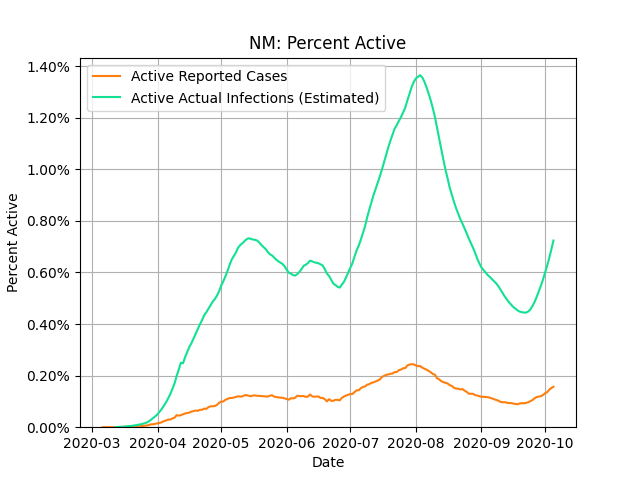 NM: Percent Active
Active Reported Cases
Active Actual Infections (Estimated)
Percent Active
1.40%
1.20%
1.00%
0.80%
0.60%
0.40%
0.20%
0.00%
2020-03 2020-04 2020-05 2020-06 2020-07 2020-08 2020-09 2020-10
Date